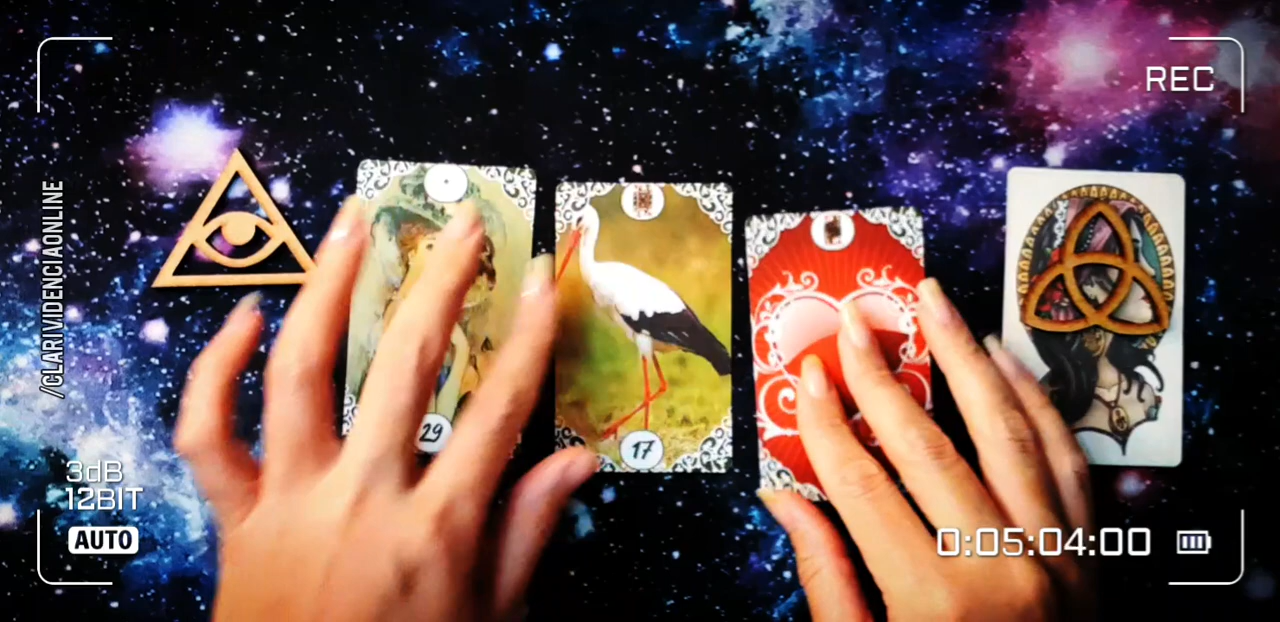 REC
/CLARIVIDENCIAONLINE
29
17
3dB
12BIT
AUTO
0:05:04:00